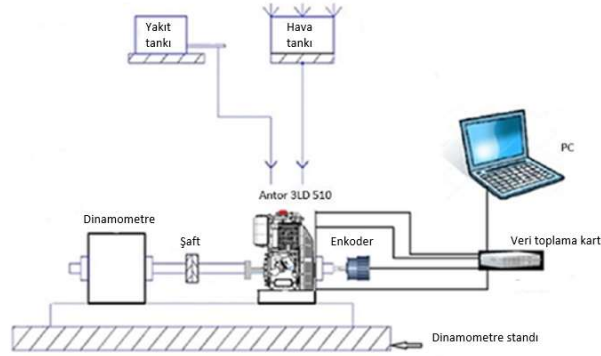 Yakıt
tankı
Hava
tankı
PC
Antor 3LD 510
Dinamometre
Şaft
Enkoder
Veri toplama kart
Dinamometre standı